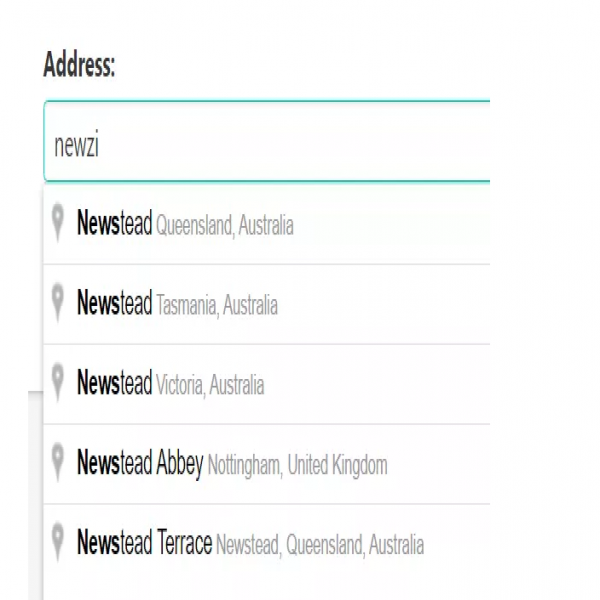 Address:
newzi
Newstead Queensland, Australia
Newstead Tasmania, Australia
Newstead Victoria, Australia
Newstead Abbey Nottingham, United Kingdom
Newstead Terrace Newstead, Queensland, Australia